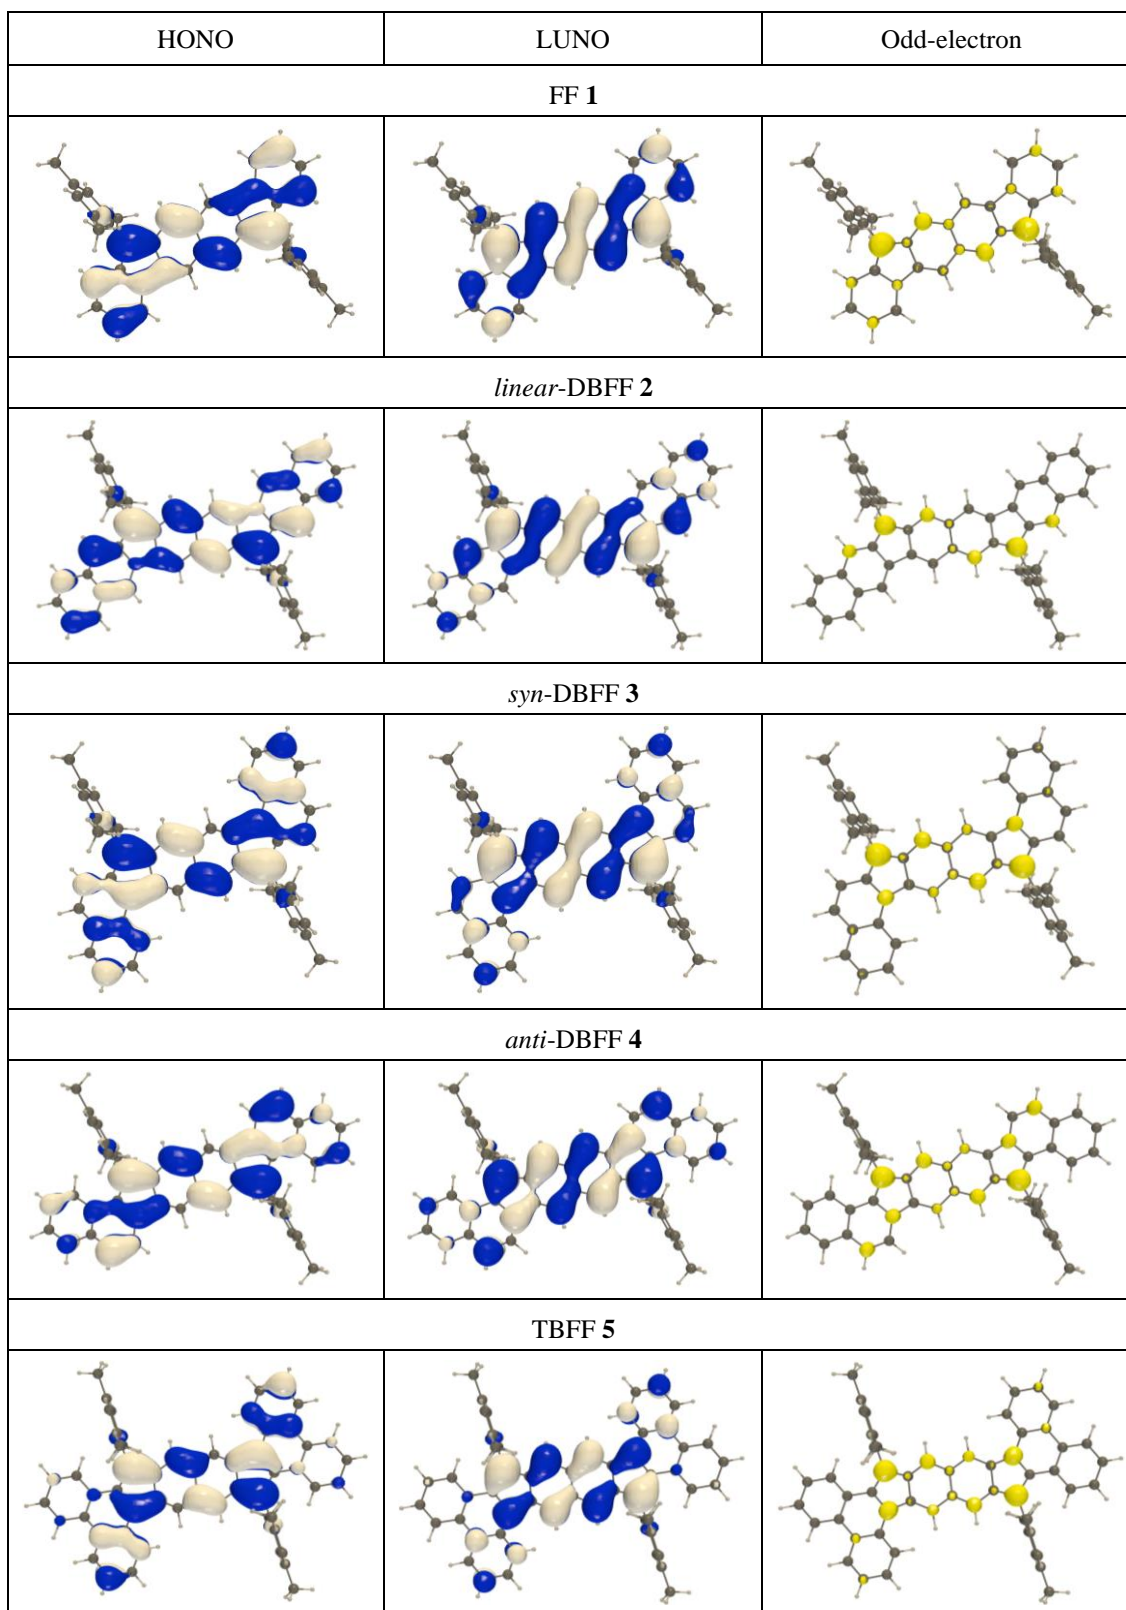 HONO LUNO Odd-electron
FF 1
linear-DBFF 2
syn-DBFF 3
anti-DBFF 4
TBFF 5